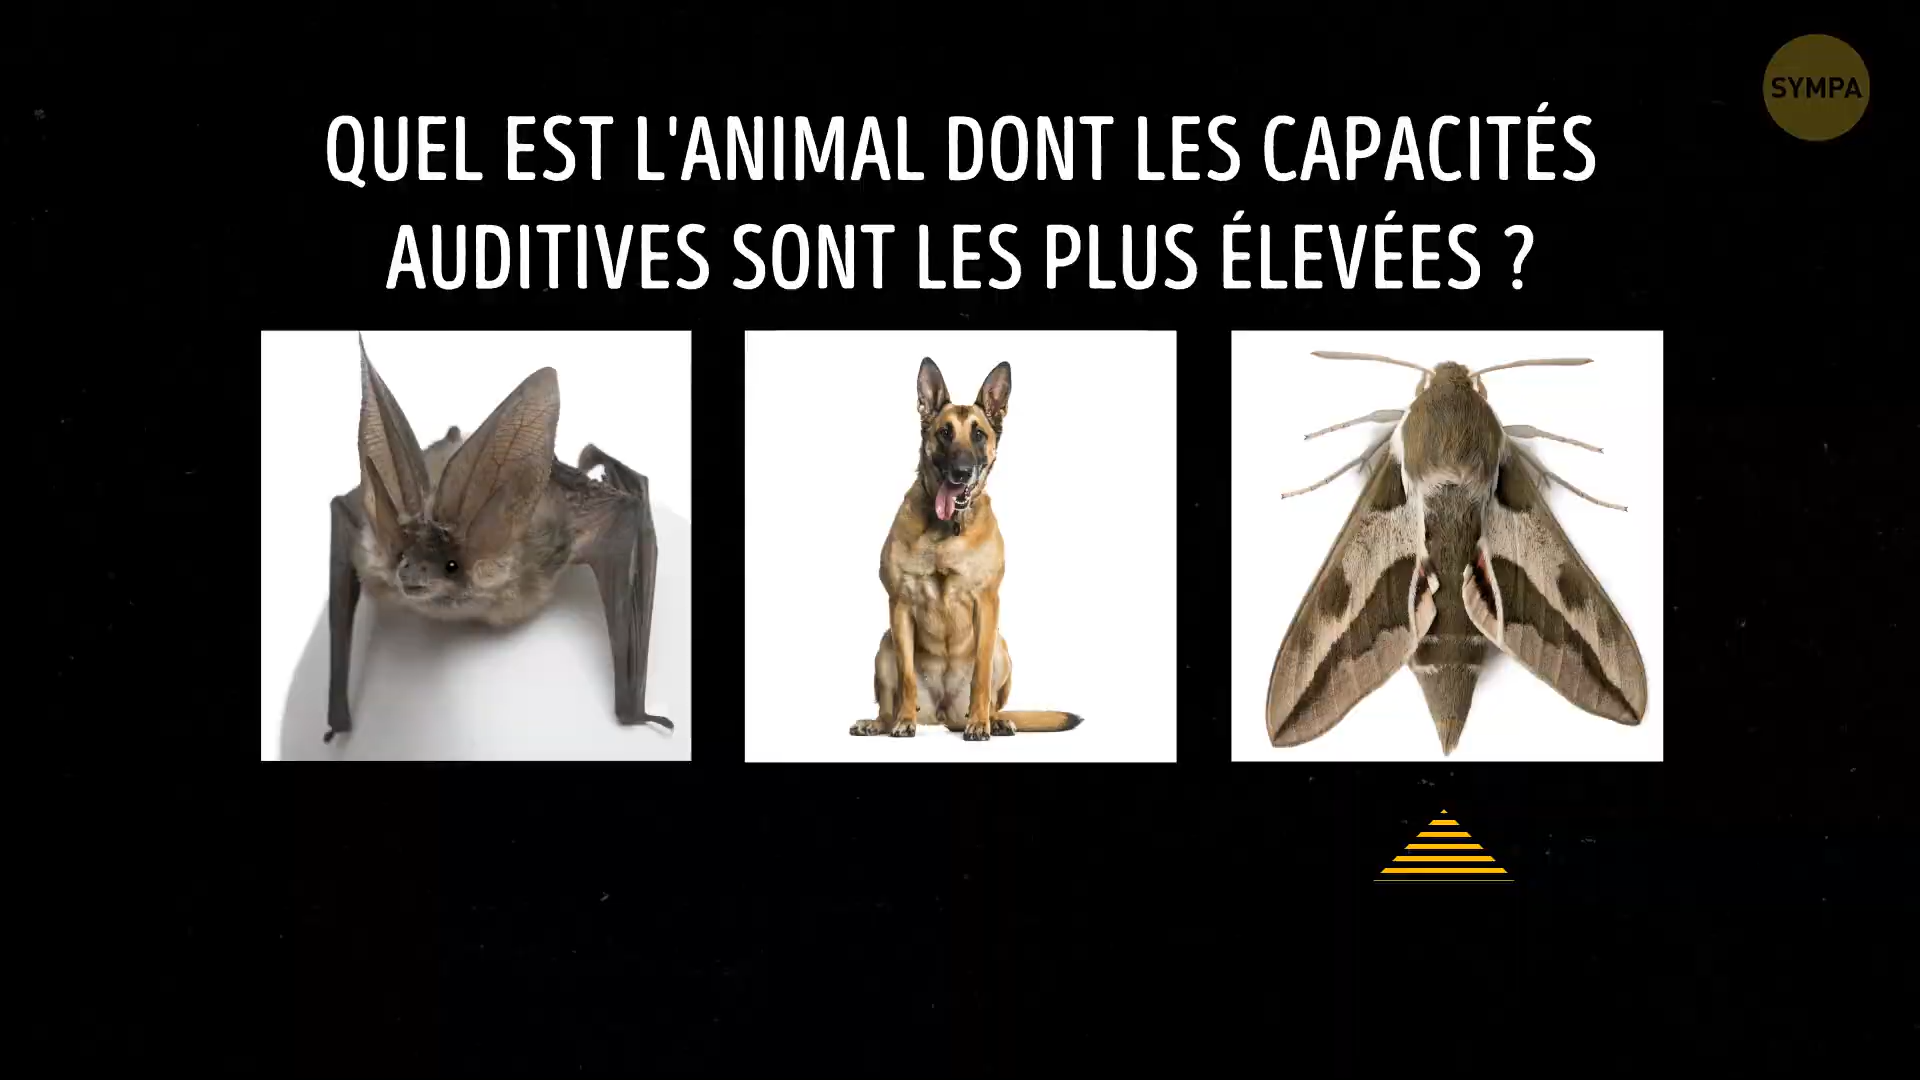 SYMPA
QUEL EST L'ANIMAL DONT LES CAPACITÉS
AUDITIVES SONT LES PLUS ÉLEVÉES ?